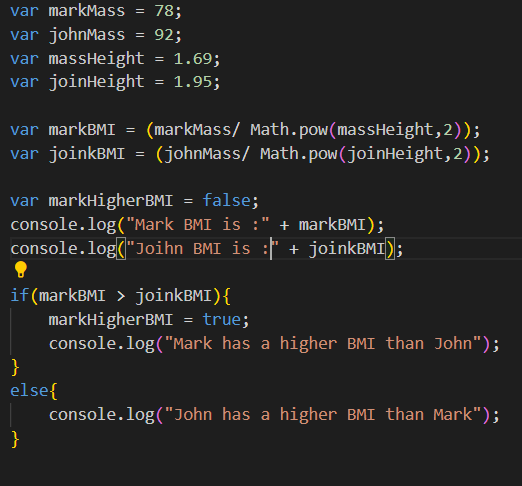 var markMass = 78;
var johnMass = 92;
var massHeight = 1.69;
var joinHeight = 1.95;
var markBMI = (markMass/ Math.pow(massHeight,2));
var joinkBMI = (johnMass/ Math.pow(joinHeight,2));
var markHigherBMI = false;
console.log("Mark BMI is :" + markBMI);
console.log("Joihn BMI is :" + joinkBMI);
if(markBMI > joinkBMI){
    markHigherBMI = true;
    console.log("Mark has a higher BMI than John");
}
else{
    console.log("John has a higher BMI than Mark");
}